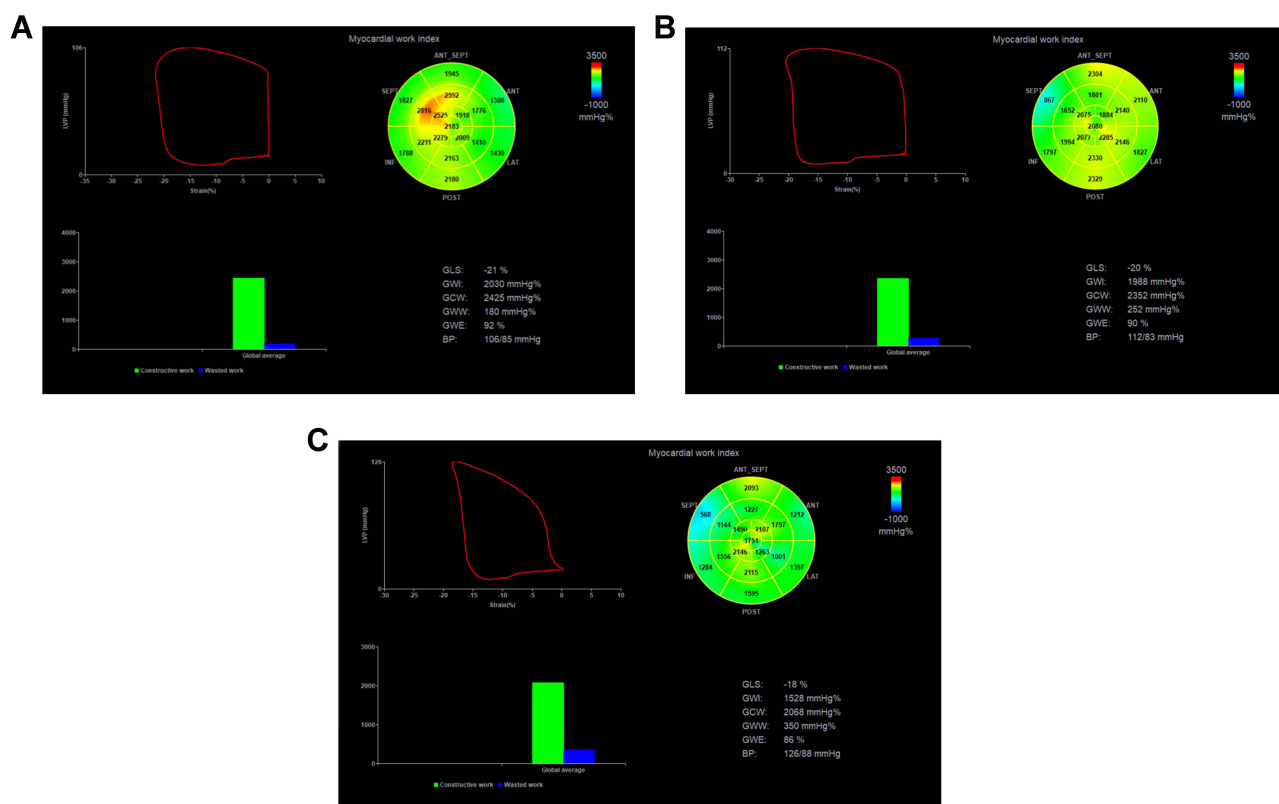 A
Myocardial work index
106
LVP (mmHg)
0
-35 -30 -25 -20 -15 -10 -5 0 5 10
Strain(%)
ANT_SEPT
SEPT
ANT
INF
LAT
POST
1945
1827 2592 1308
2816 2525 1918 1776
2183
2211 2279 2009 1410
1788 2163 1430
2180
3500
-1000
mmHg%
4000
3000
2000
1000
0
Global average
Constructive work Wasted work
GLS: -21 %
GWI: 2030 mmHg%
GCW: 2425 mmHg%
GWW: 180 mmHg%
GWE: 92 %
BP: 106/85 mmHg
B
Myocardial work index
112
LVP (mmHg)
0
-30 -25 -20 -15 -10 -5 0 5 10
Strain(%)
ANT_SEPT
SEPT
ANT
INF
LAT
POST
2304
867 1801 2110
1652 2075 1884 2140
2080
1994 2077 2285 2146
1797 2330 1827
2329
3500
-1000
mmHg%
4000
3000
2000
1000
0
Global average
Constructive work Wasted work
GLS: -20 %
GWI: 1988 mmHg%
GCW: 2352 mmHg%
GWW: 252 mmHg%
GWE: 90 %
BP: 112/83 mmHg
C
Myocardial work index
126
LVP (mmHg)
0
-30 -25 -20 -15 -10 -5 0 5 10
Strain(%)
ANT_SEPT
SEPT
ANT
INF
LAT
POST
2093
568 1227 1212
1144 1490 2107 1797
1751
1556 2146 1263 1001
1284 2115 1397
1595
3500
-1000
mmHg%
3000
2000
1000
0
Global average
Constructive work Wasted work
GLS: -18 %
GWI: 1528 mmHg%
GCW: 2068 mmHg%
GWW: 350 mmHg%
GWE: 86 %
BP: 126/88 mmHg